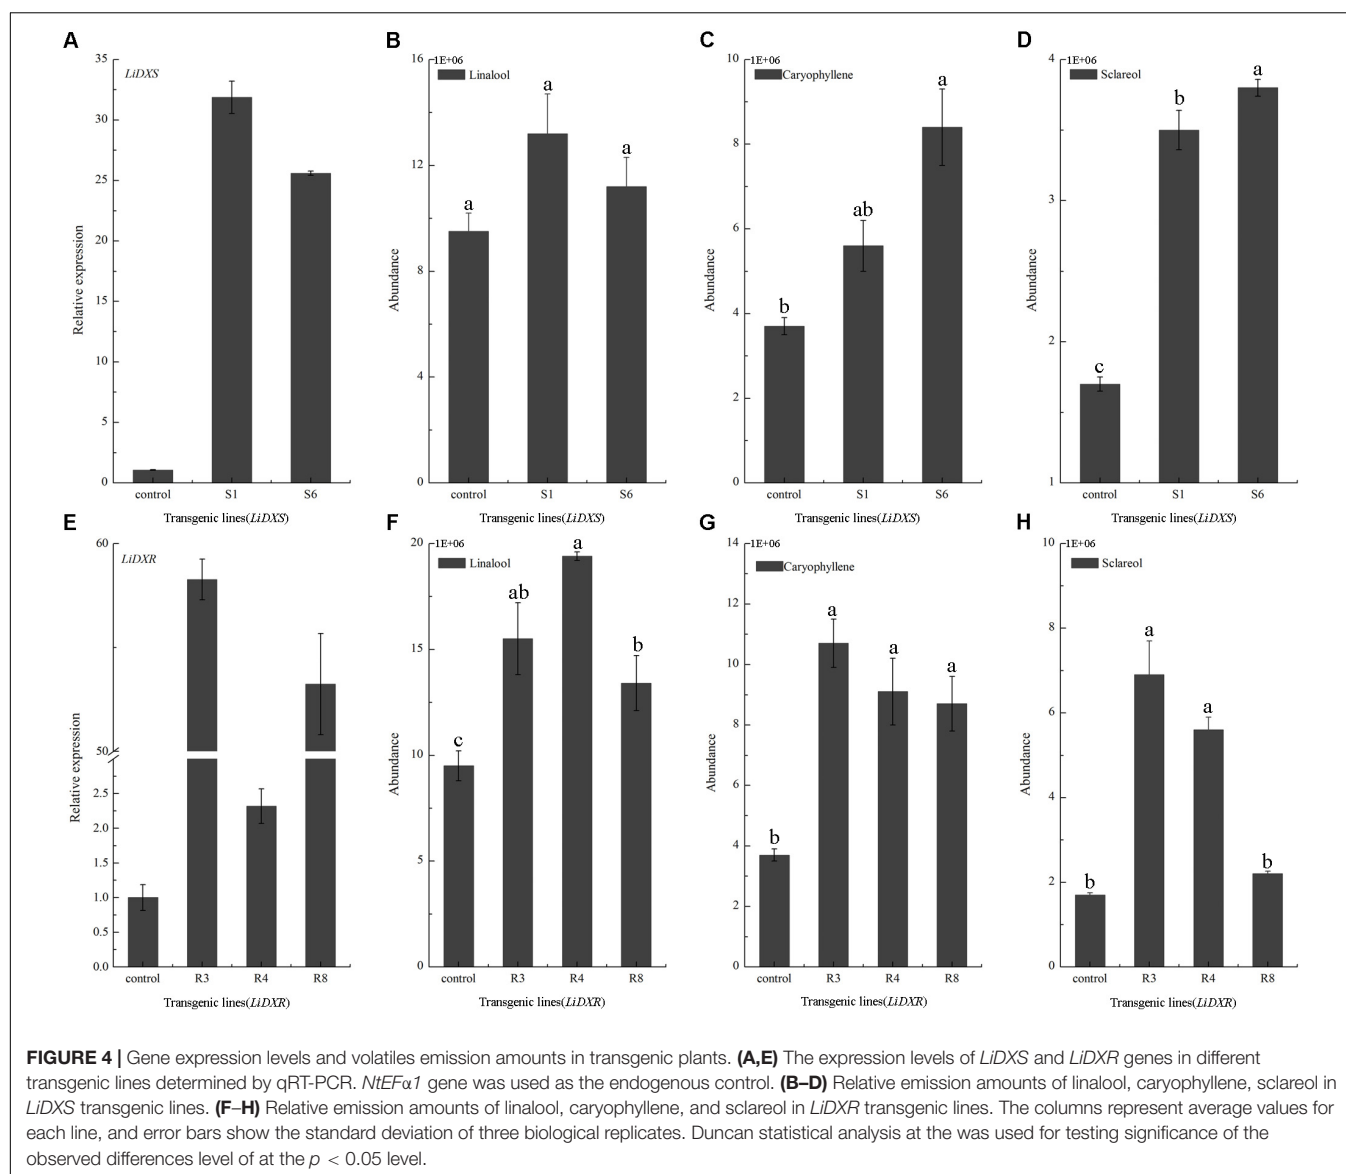 A
35
30
25
20
15
10
5
0
LiDXS
Relative expression
control S1 S6
Transgenic lines(LiDXS)
B
1E+06
16
12
8
4
0
Linalool
a
a
a
Abundance
control S1 S6
Transgenic lines(LiDXS)
C
1E+06
10
8
6
4
2
0
Caryophyllene
b
ab
a
Abundance
control S1 S6
Transgenic lines(LiDXS)
D
1E+06
4
3
2
1
Sclareol
c
b
a
Abundance
control S1 S6
Transgenic lines(LiDXS)
E
60
50
2.5
2.0
1.5
1.0
0.5
0.0
LiDXR
Relative expression
control R3 R4 R8
Transgenic lines(LiDXR)
F
1E+06
20
15
10
5
0
Linalool
c
ab
a
b
Abundance
control R3 R4 R8
Transgenic lines(LiDXR)
G
1E+06
14
12
10
8
6
4
2
0
Caryophyllene
b
a
a
a
Abundance
control R3 R4 R8
Transgenic lines(LiDXR)
H
1E+06
10
8
6
4
2
0
Sclareol
b
a
a
b
Abundance
control R3 R4 R8
Transgenic lines(LiDXR)
FIGURE 4 | Gene expression levels and volatiles emission amounts in transgenic plants. (A,E) The expression levels of LiDXS and LiDXR genes in different
transgenic lines determined by qRT-PCR. NtEFα1 gene was used as the endogenous control. (B–D) Relative emission amounts of linalool, caryophyllene, sclareol in
LiDXS transgenic lines. (F–H) Relative emission amounts of linalool, caryophyllene, and sclareol in LiDXR transgenic lines. The columns represent average values for
each line, and error bars show the standard deviation of three biological replicates. Duncan statistical analysis at the was used for testing significance of the
observed differences level of at the p < 0.05 level.